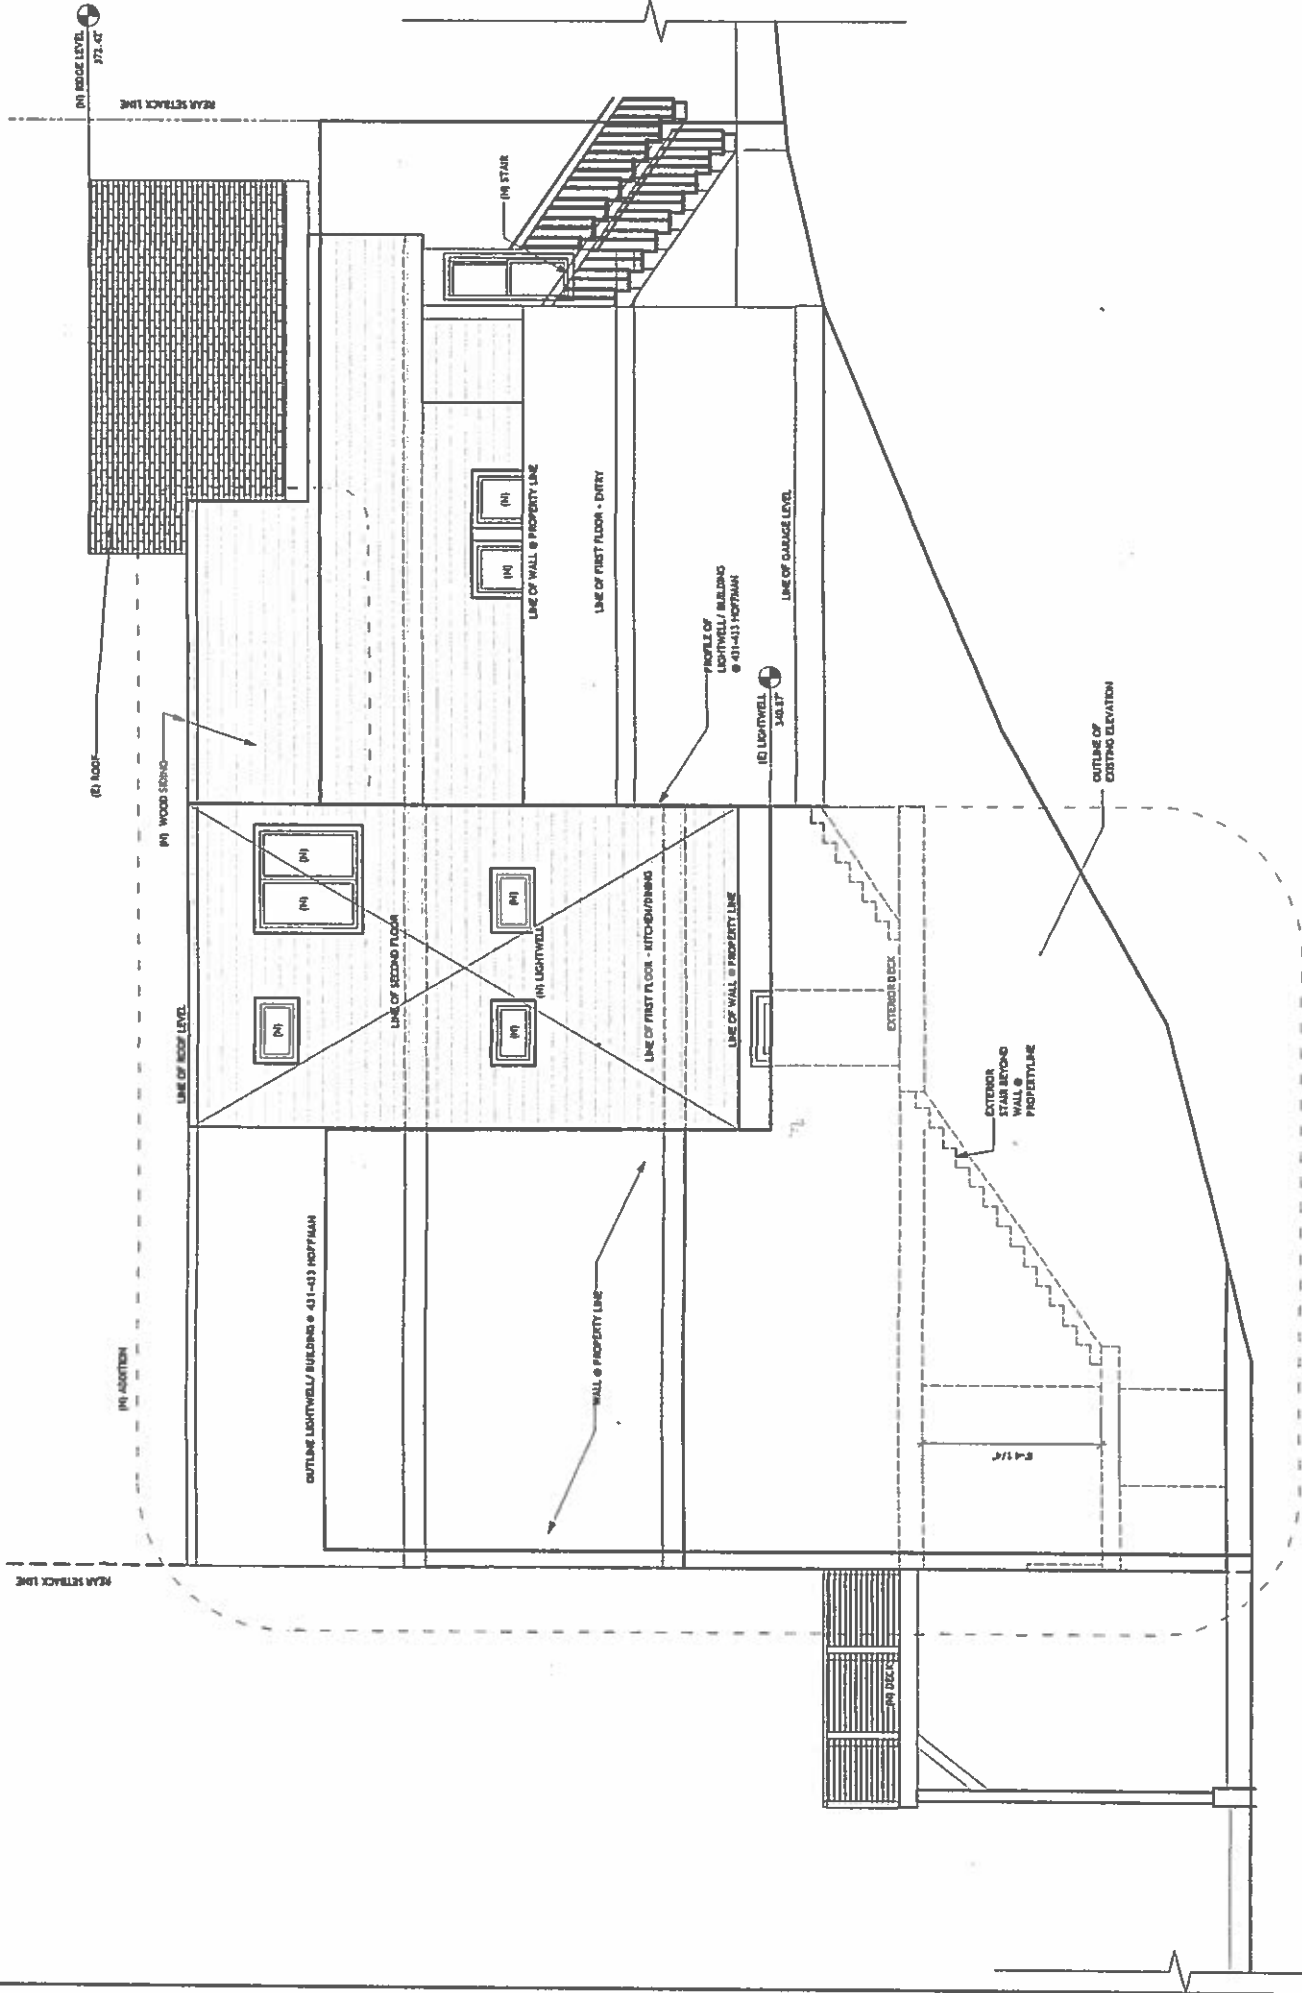 (N) RIDGE LEVEL
372.42'
REAR SETBACK LINE
(N) STAIR
(E) ROOF
(N) WOOD SIDING
(N)
(N)
LINE OF WALL @ PROPERTY LINE
LINE OF FIRST FLOOR - ENTRY
PROFILE OF
LIGHTWELL / BUILDING
@ 431-433 HOFFMAN
(E) LIGHTWELL
340.87'
LINE OF GARAGE LEVEL
OUTLINE OF
EXISTING ELEVATION
(N)
(N)
(N)
(N)
(N)
LINE OF ROOF LEVEL
LINE OF SECOND FLOOR
(N) LIGHTWELL
LINE OF FIRST FLOOR - KITCHEN/DINING
LINE OF WALL @ PROPERTY LINE
EXTERIOR DECK
EXTERIOR
STAIR BEYOND
WALL @
PROPERTYLINE
(N) ADDITION
OUTLINE LIGHTWELL/ BUILDING @ 431-433 HOFFMAN
WALL @ PROPERTY LINE
REAR SETBACK LINE
(N) DECK